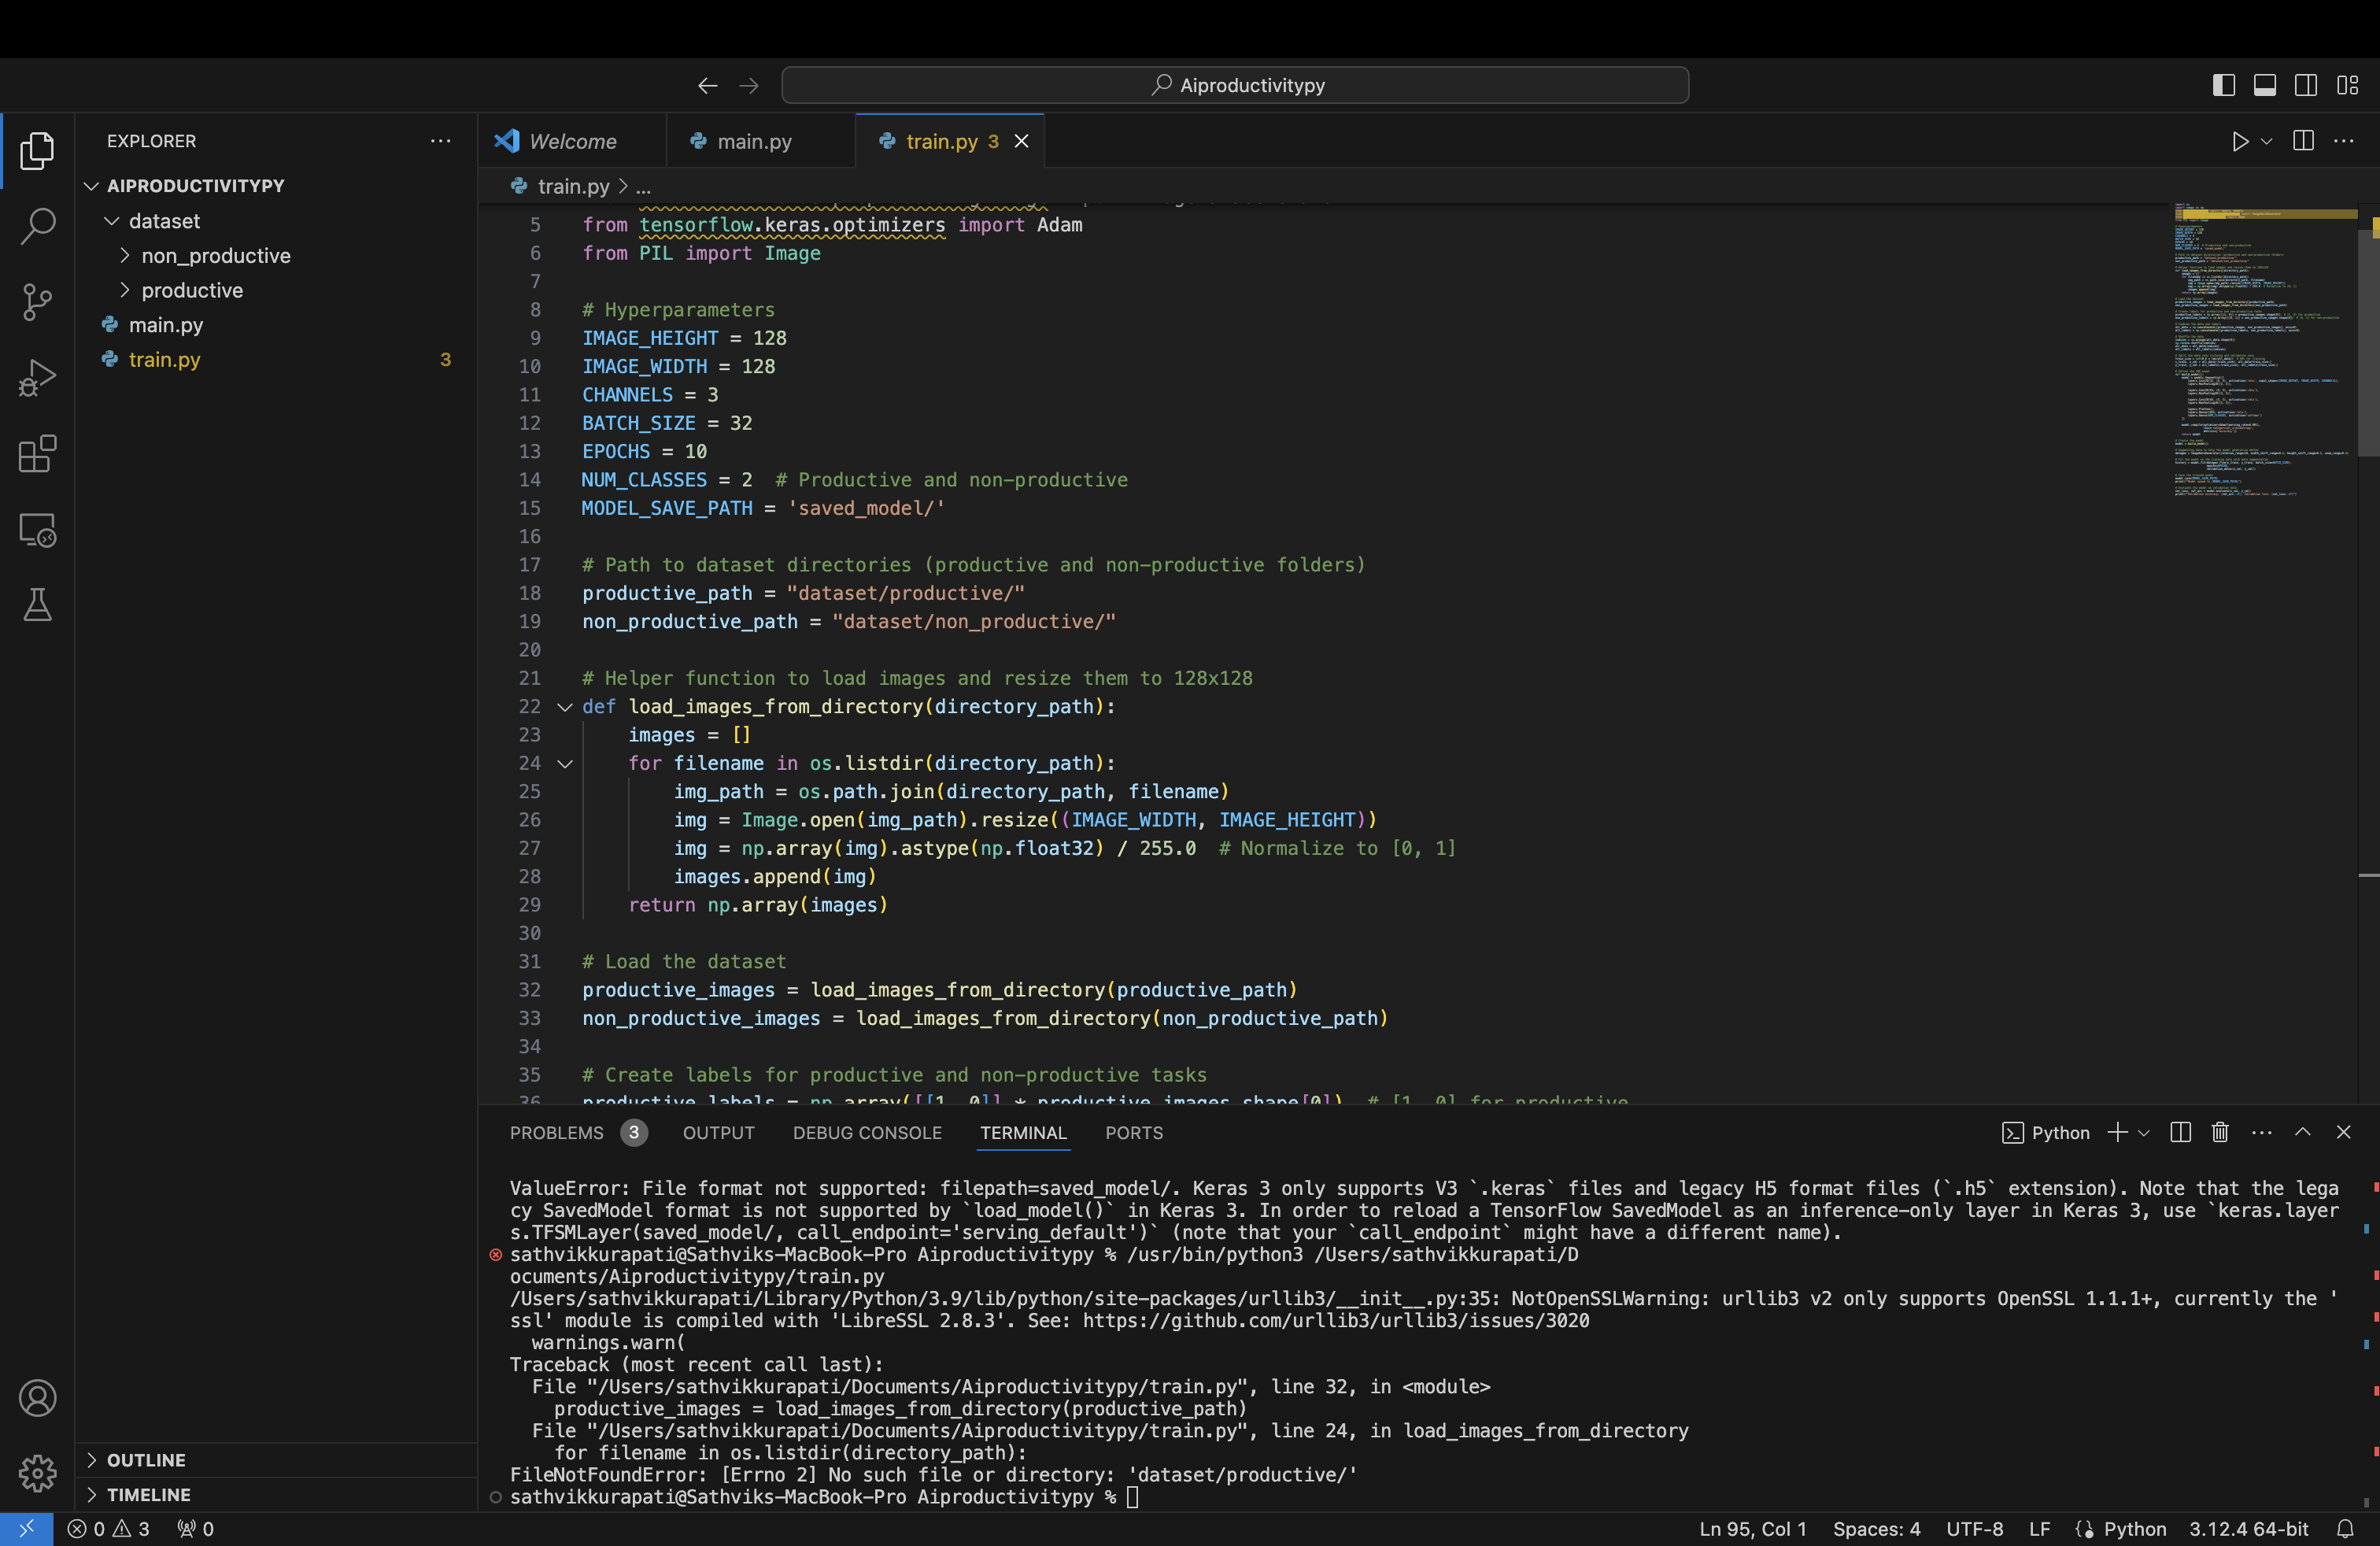 Aiproductivitypy
EXPLORER
Welcome
main.py
train.py 3
AIPRODUCTIVITYPY
dataset
non_productive
productive
main.py
train.py 3
OUTLINE
TIMELINE
train.py > ...
5 from tensorflow.keras.optimizers import Adam
6 from PIL import Image
7
8 # Hyperparameters
9 IMAGE_HEIGHT = 128
10 IMAGE_WIDTH = 128
11 CHANNELS = 3
12 BATCH_SIZE = 32
13 EPOCHS = 10
14 NUM_CLASSES = 2  # Productive and non-productive
15 MODEL_SAVE_PATH = 'saved_model/'
16
17 # Path to dataset directories (productive and non-productive folders)
18 productive_path = "dataset/productive/"
19 non_productive_path = "dataset/non_productive/"
20
21 # Helper function to load images and resize them to 128x128
22 def load_images_from_directory(directory_path):
23     images = []
24     for filename in os.listdir(directory_path):
25         img_path = os.path.join(directory_path, filename)
26         img = Image.open(img_path).resize((IMAGE_WIDTH, IMAGE_HEIGHT))
27         img = np.array(img).astype(np.float32) / 255.0  # Normalize to [0, 1]
28         images.append(img)
29     return np.array(images)
30
31 # Load the dataset
32 productive_images = load_images_from_directory(productive_path)
33 non_productive_images = load_images_from_directory(non_productive_path)
34
35 # Create labels for productive and non-productive tasks
36 productive_labels = np.array([[1, 0]] * productive_images.shape[0])  # [1, 0] for productive
PROBLEMS 3 OUTPUT DEBUG CONSOLE TERMINAL PORTS
Python
ValueError: File format not supported: filepath=saved_model/. Keras 3 only supports V3 `.keras` files and legacy H5 format files (`.h5` extension). Note that the lega
cy SavedModel format is not supported by `load_model()` in Keras 3. In order to reload a TensorFlow SavedModel as an inference-only layer in Keras 3, use `keras.layer
s.TFSMLayer(saved_model/, call_endpoint='serving_default')` (note that your `call_endpoint` might have a different name).
sathvikkurapati@Sathviks-MacBook-Pro Aiproductivitypy % /usr/bin/python3 /Users/sathvikkurapati/D
ocuments/Aiproductivitypy/train.py
/Users/sathvikkurapati/Library/Python/3.9/lib/python/site-packages/urllib3/__init__.py:35: NotOpenSSLWarning: urllib3 v2 only supports OpenSSL 1.1.1+, currently the '
ssl' module is compiled with 'LibreSSL 2.8.3'. See: https://github.com/urllib3/urllib3/issues/3020
  warnings.warn(
Traceback (most recent call last):
  File "/Users/sathvikkurapati/Documents/Aiproductivitypy/train.py", line 32, in <module>
    productive_images = load_images_from_directory(productive_path)
  File "/Users/sathvikkurapati/Documents/Aiproductivitypy/train.py", line 24, in load_images_from_directory
    for filename in os.listdir(directory_path):
FileNotFoundError: [Errno 2] No such file or directory: 'dataset/productive/'
sathvikkurapati@Sathviks-MacBook-Pro Aiproductivitypy %
0 3 0
Ln 95, Col 1 Spaces: 4 UTF-8 LF Python 3.12.4 64-bit